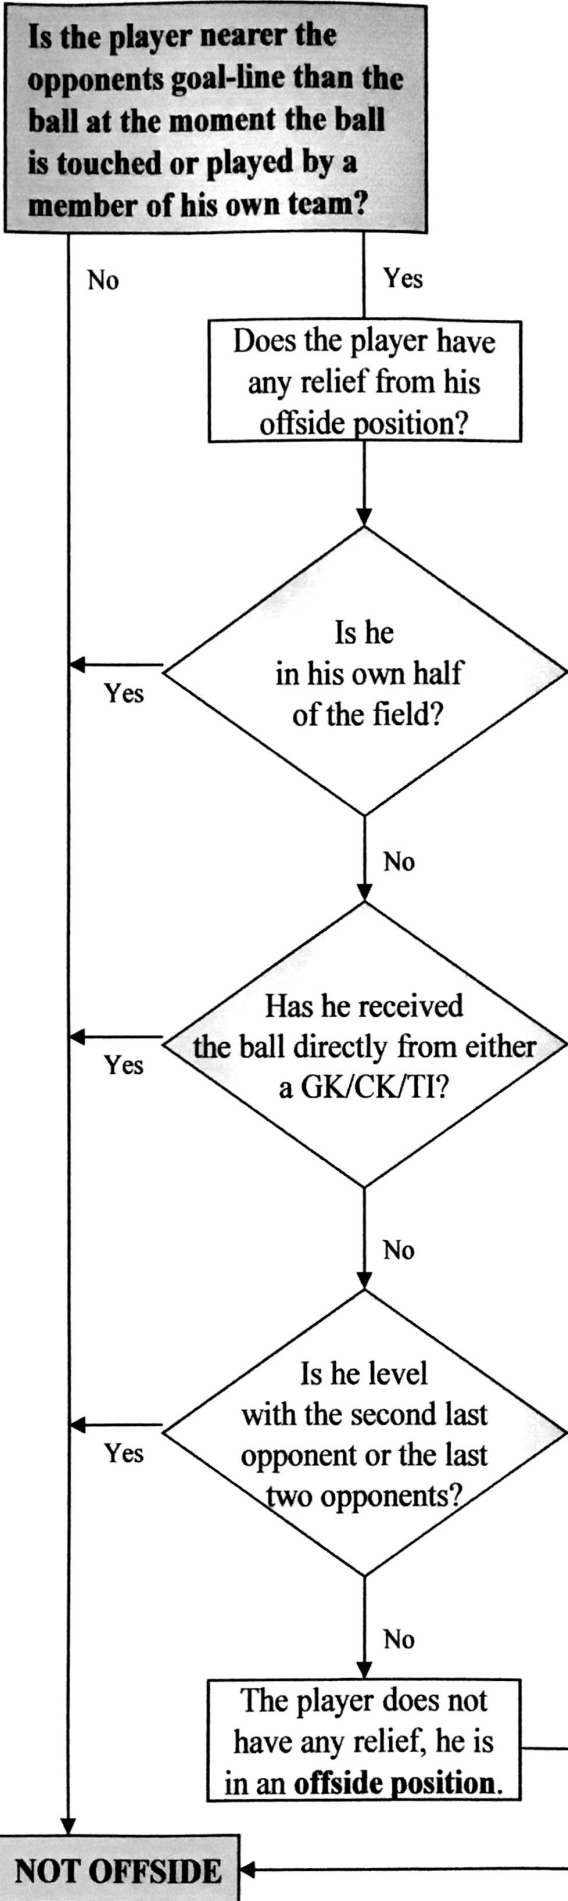 Is the player nearer the
opponents goal-line than the
ball at the moment the ball
is touched or played by a
member of his own team?
No
Yes
Does the player have
any relief from his
offside position?
Is he
in his own half
of the field?
Yes
No
Has he received
the ball directly from either
a GK/CK/TI?
Yes
No
Is he level
with the second last
opponent or the last
two opponents?
Yes
No
The player does not
have any relief, he is
in an offside position.
NOT OFFSIDE